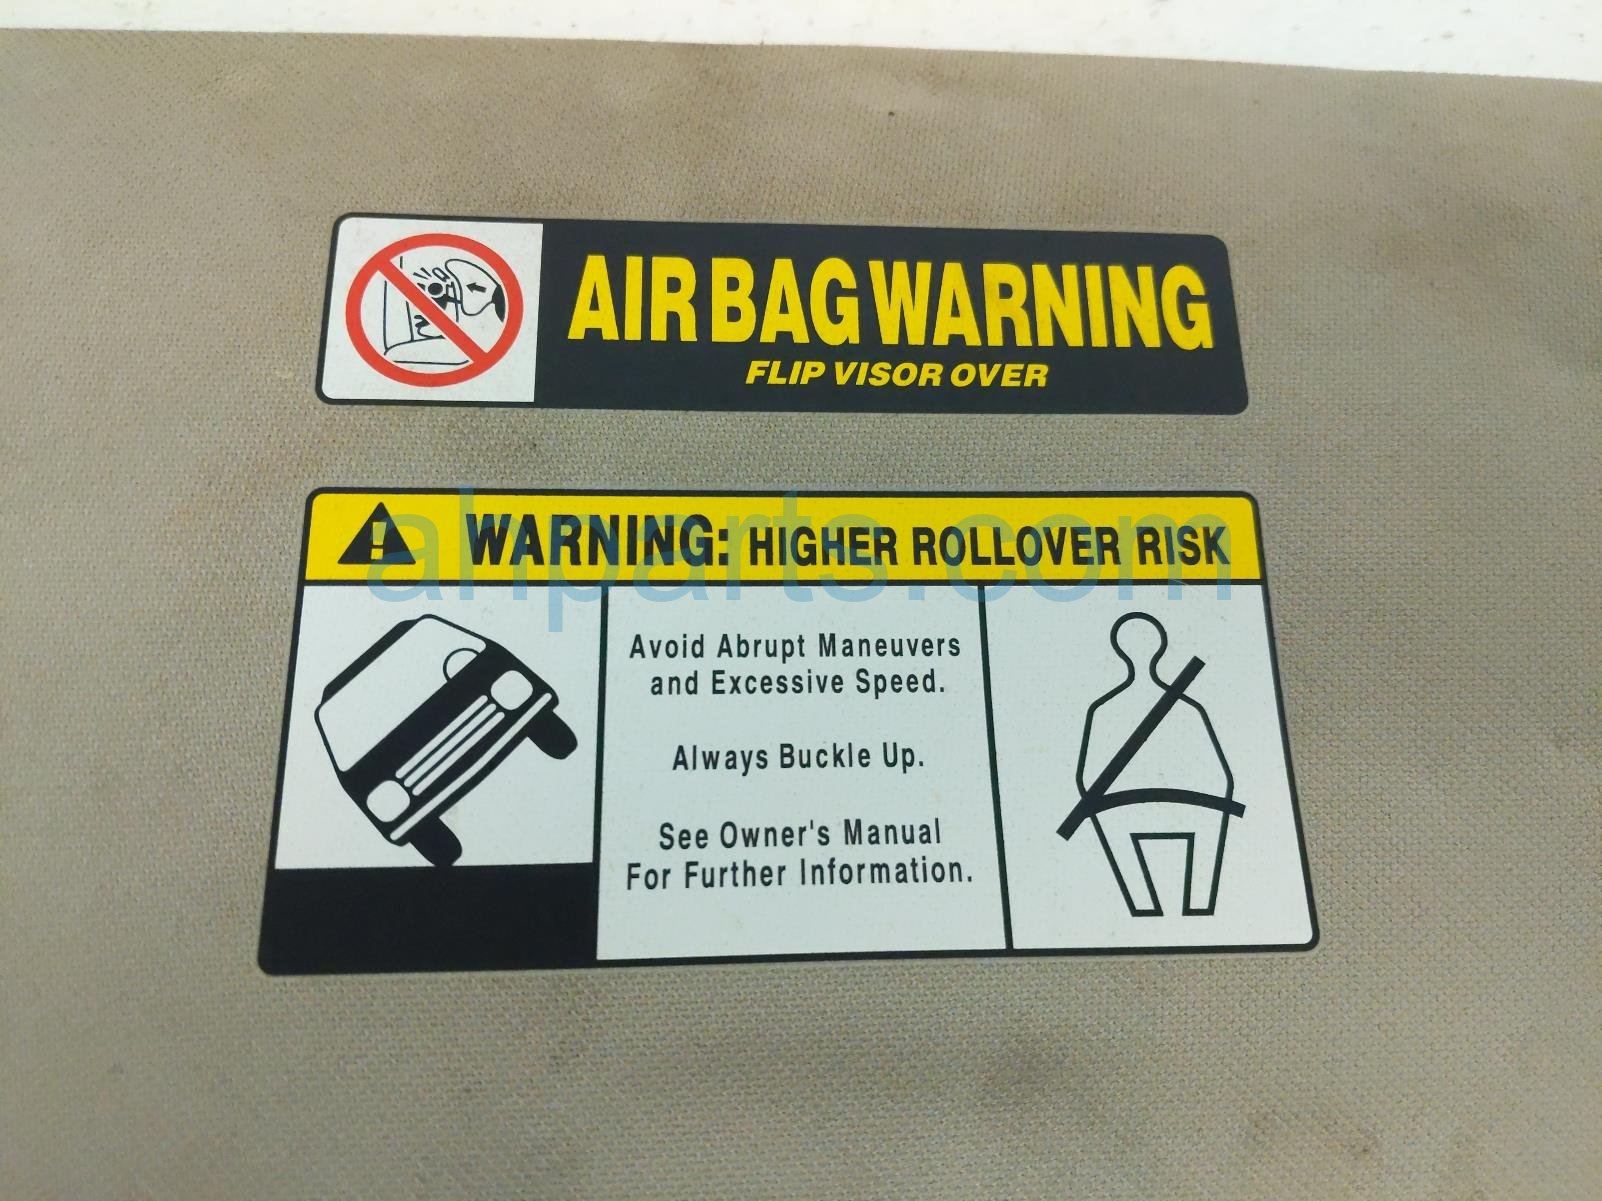 AIR BAG WARNING
FLIP VISOR OVER
WARNING: HIGHER ROLLOVER RISK
ahparts.com
Avoid Abrupt Maneuvers
and Excessive Speed.
Always Buckle Up.
See Owner's Manual
For Further Information.